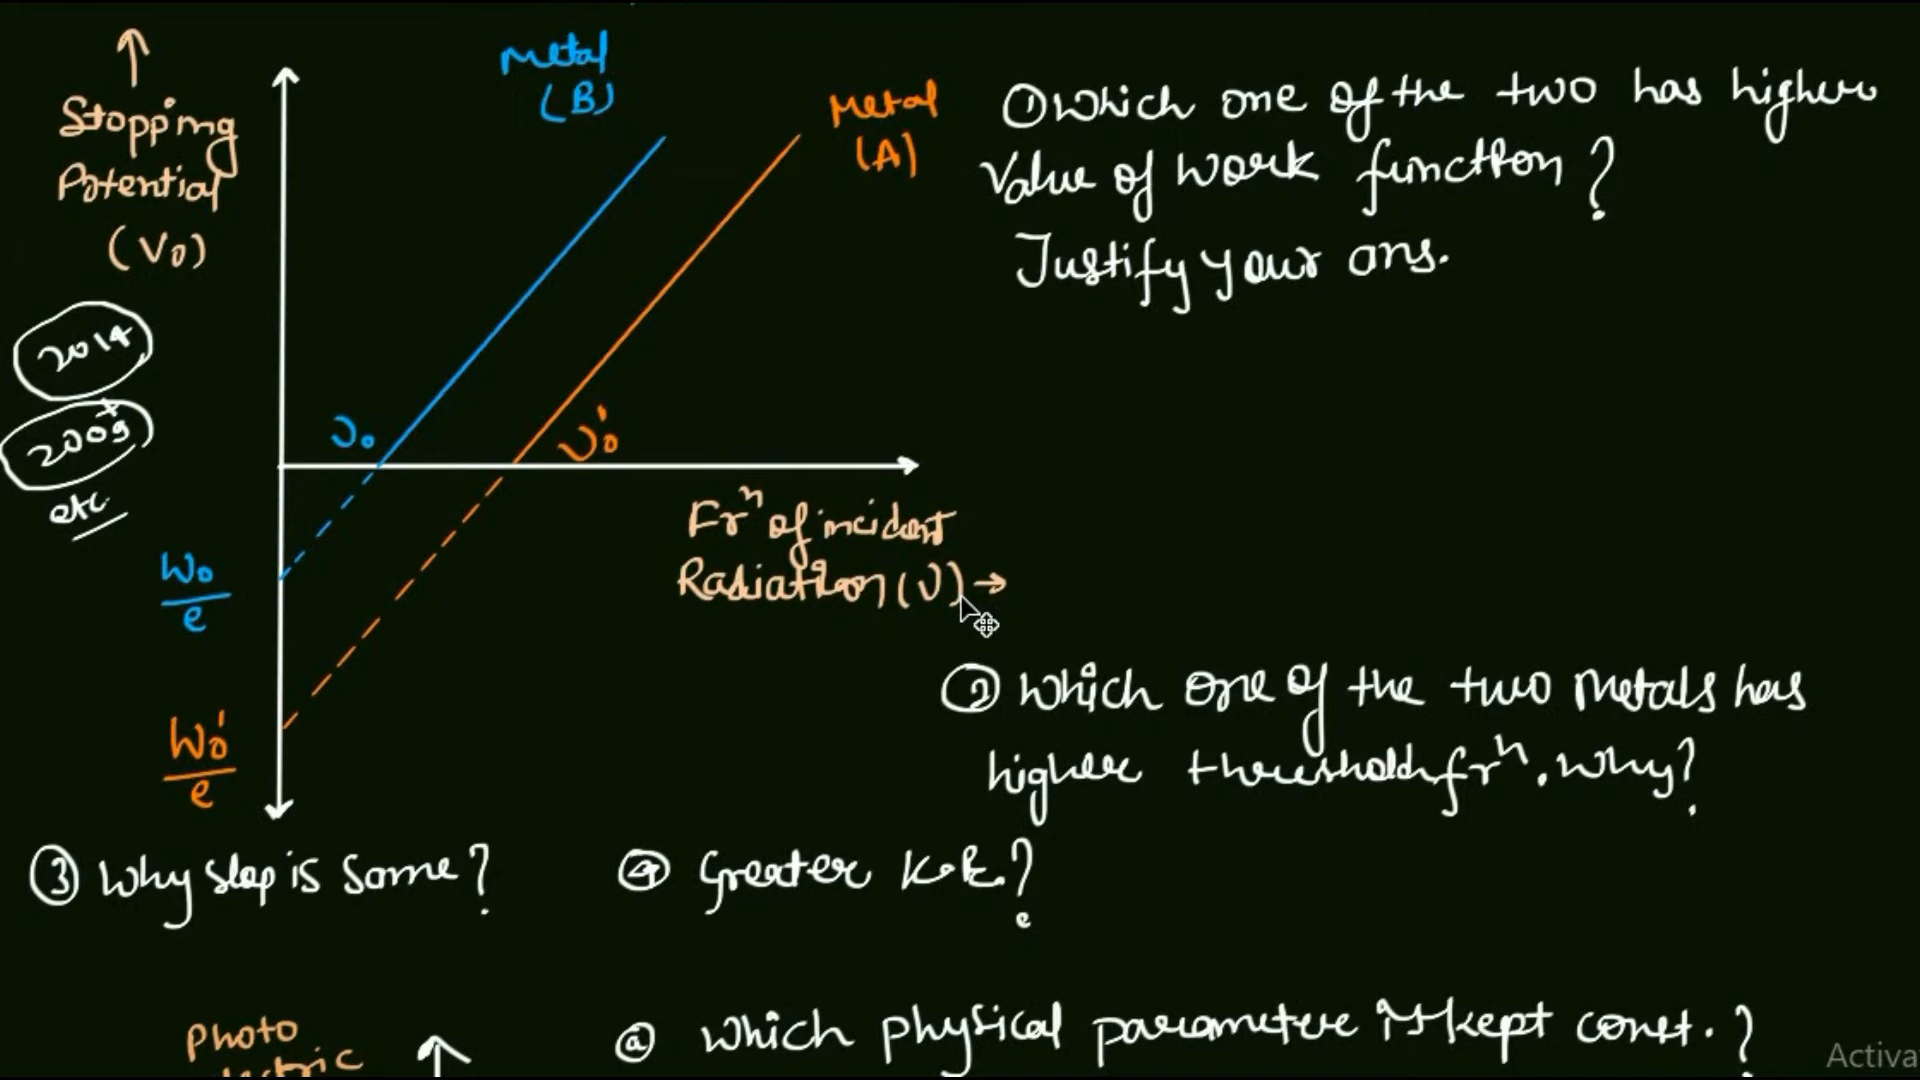 Stopping
Potential
(V₀)
Metal
(B)
Metal
(A)
① Which one of the two has higher
value of work function?
Justify your ans.
2014
2009
etc
ν₀
ν₀'
Frⁿ of incident
Radiation (ν) →
W₀
e
W₀'
e
② Which one of the two metals has
higher threshold frⁿ. Why?
③ Why slop is same?
④ Greater K.E.?
e
Photo
ⓐ which physical parameter is kept const.?
Activa